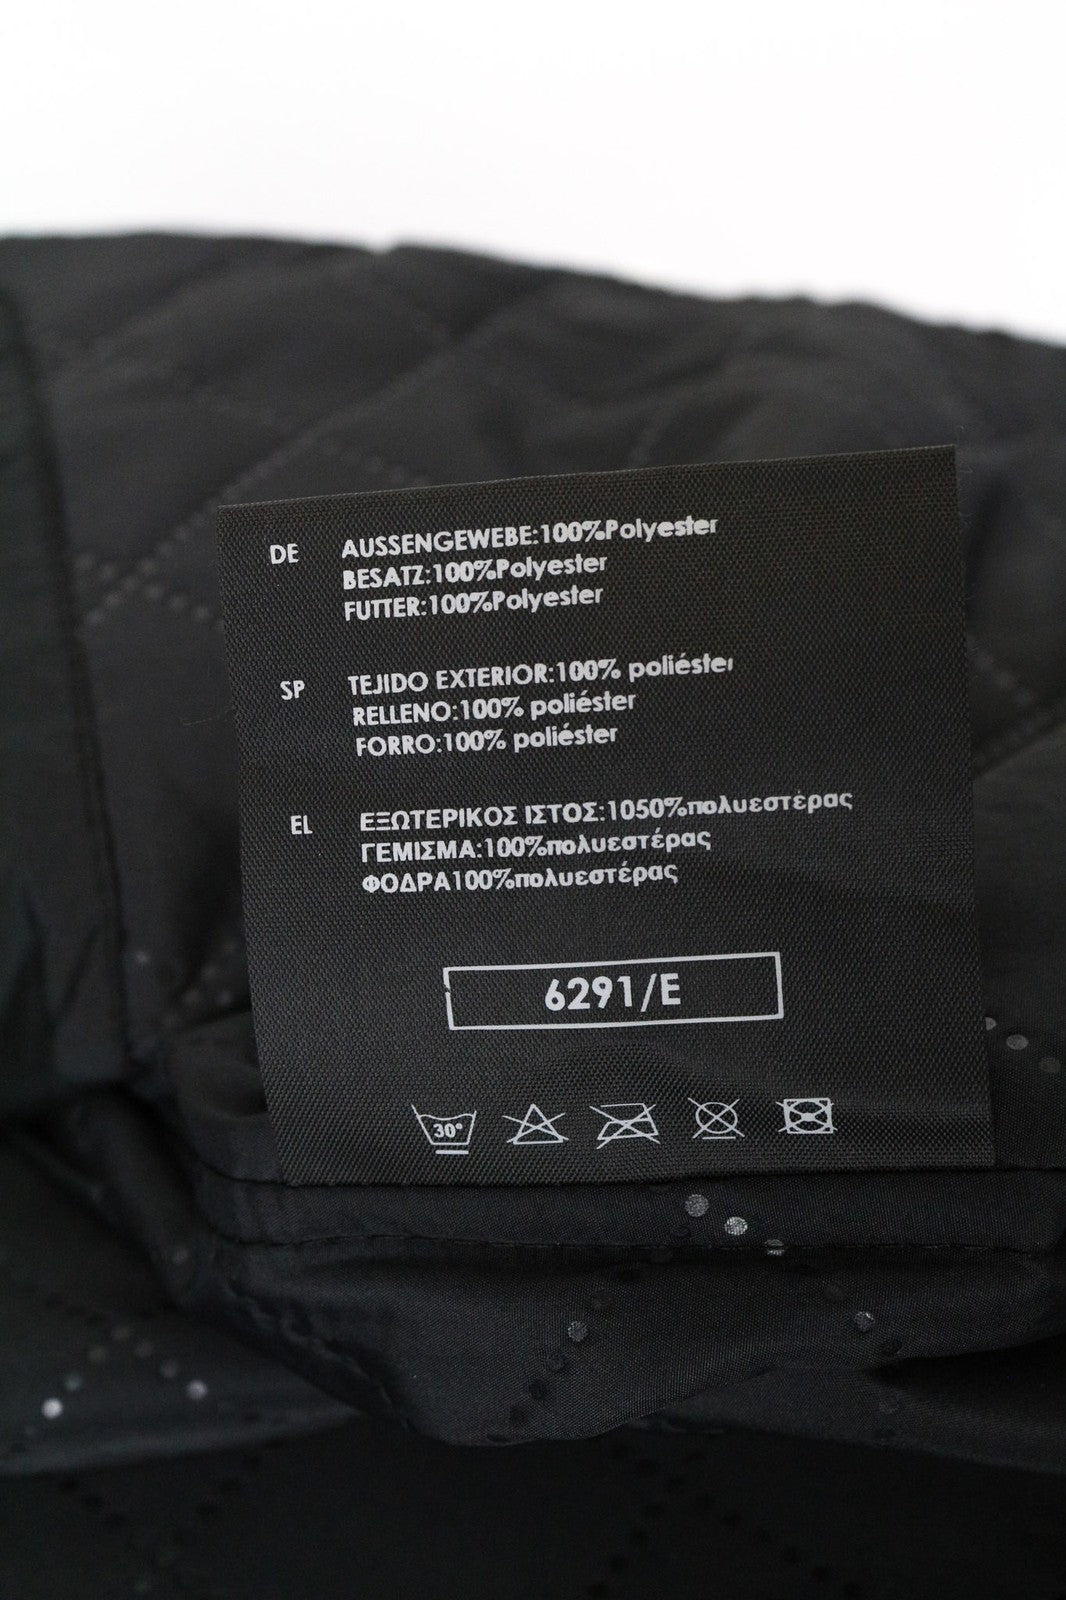 DE AUSSENGEWEBE:100%Polyester
BESATZ:100%Polyester
FUTTER:100%Polyester
SP TEJIDO EXTERIOR:100% poliéster
RELLENO:100% poliéster
FORRO:100% poliéster
EL ΕΞΩΤΕΡΙΚΟΣ ΙΣΤΟΣ:1050%πολυεστέρας
ΓΕΜΙΣΜΑ:100%πολυεστέρας
ΦΟΔΡΑ100%πολυεστέρας
6291/E
30°